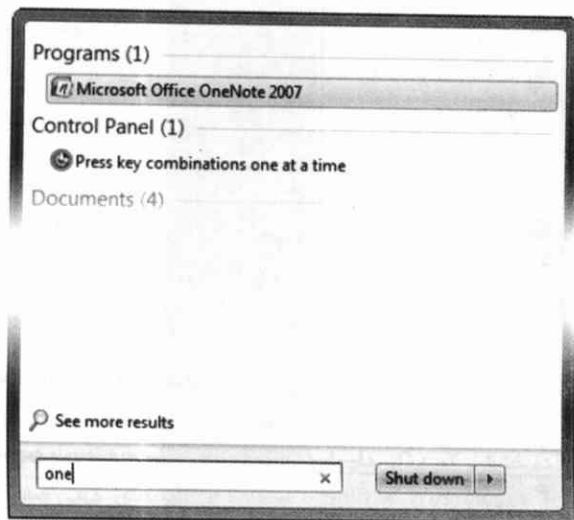 Programs (1)
Microsoft Office OneNote 2007
Control Panel (1)
Press key combinations one at a time
Documents (4)
See more results
one
Shut down